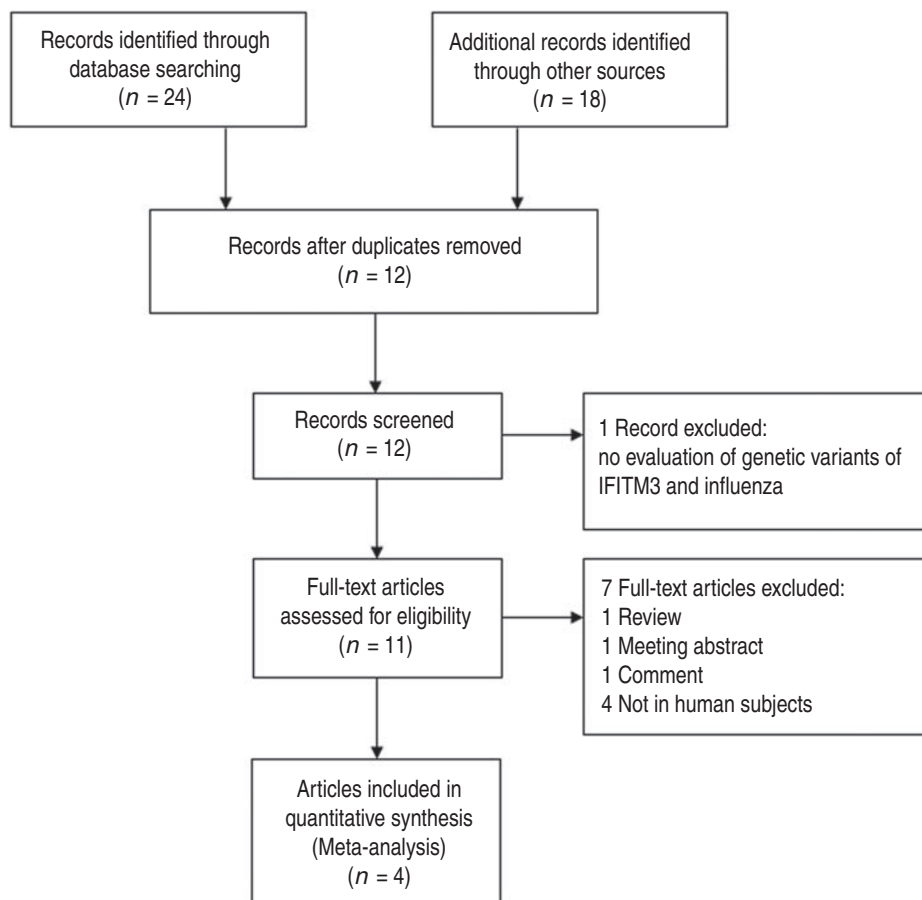 Records identified through
database searching
(n = 24)
Additional records identified
through other sources
(n = 18)
Records after duplicates removed
(n = 12)
Records screened
(n = 12)
1 Record excluded:
no evaluation of genetic variants of
IFITM3 and influenza
Full-text articles
assessed for eligibility
(n = 11)
7 Full-text articles excluded:
1 Review
1 Meeting abstract
1 Comment
4 Not in human subjects
Articles included in
quantitative synthesis
(Meta-analysis)
(n = 4)